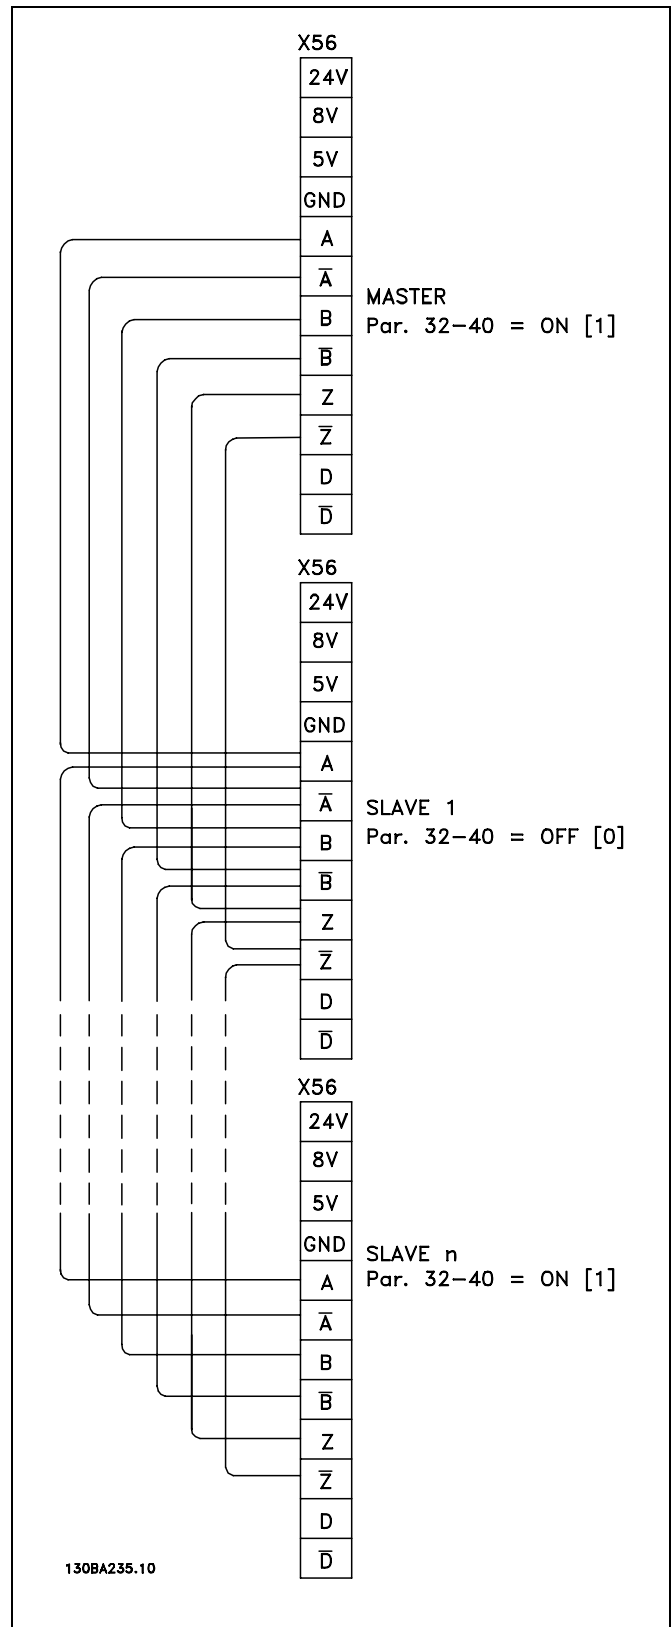 X56
24V
8V
5V
GND
A
A̅
MASTER
B
Par. 32-40 = ON [1]
B̅
Z
Z̅
D
D̅
X56
24V
8V
5V
GND
A
A̅
SLAVE 1
B
Par. 32-40 = OFF [0]
B̅
Z
Z̅
D
D̅
X56
24V
8V
5V
GND
SLAVE n
A
Par. 32-40 = ON [1]
A̅
B
B̅
Z
Z̅
D
D̅
130BA235.10